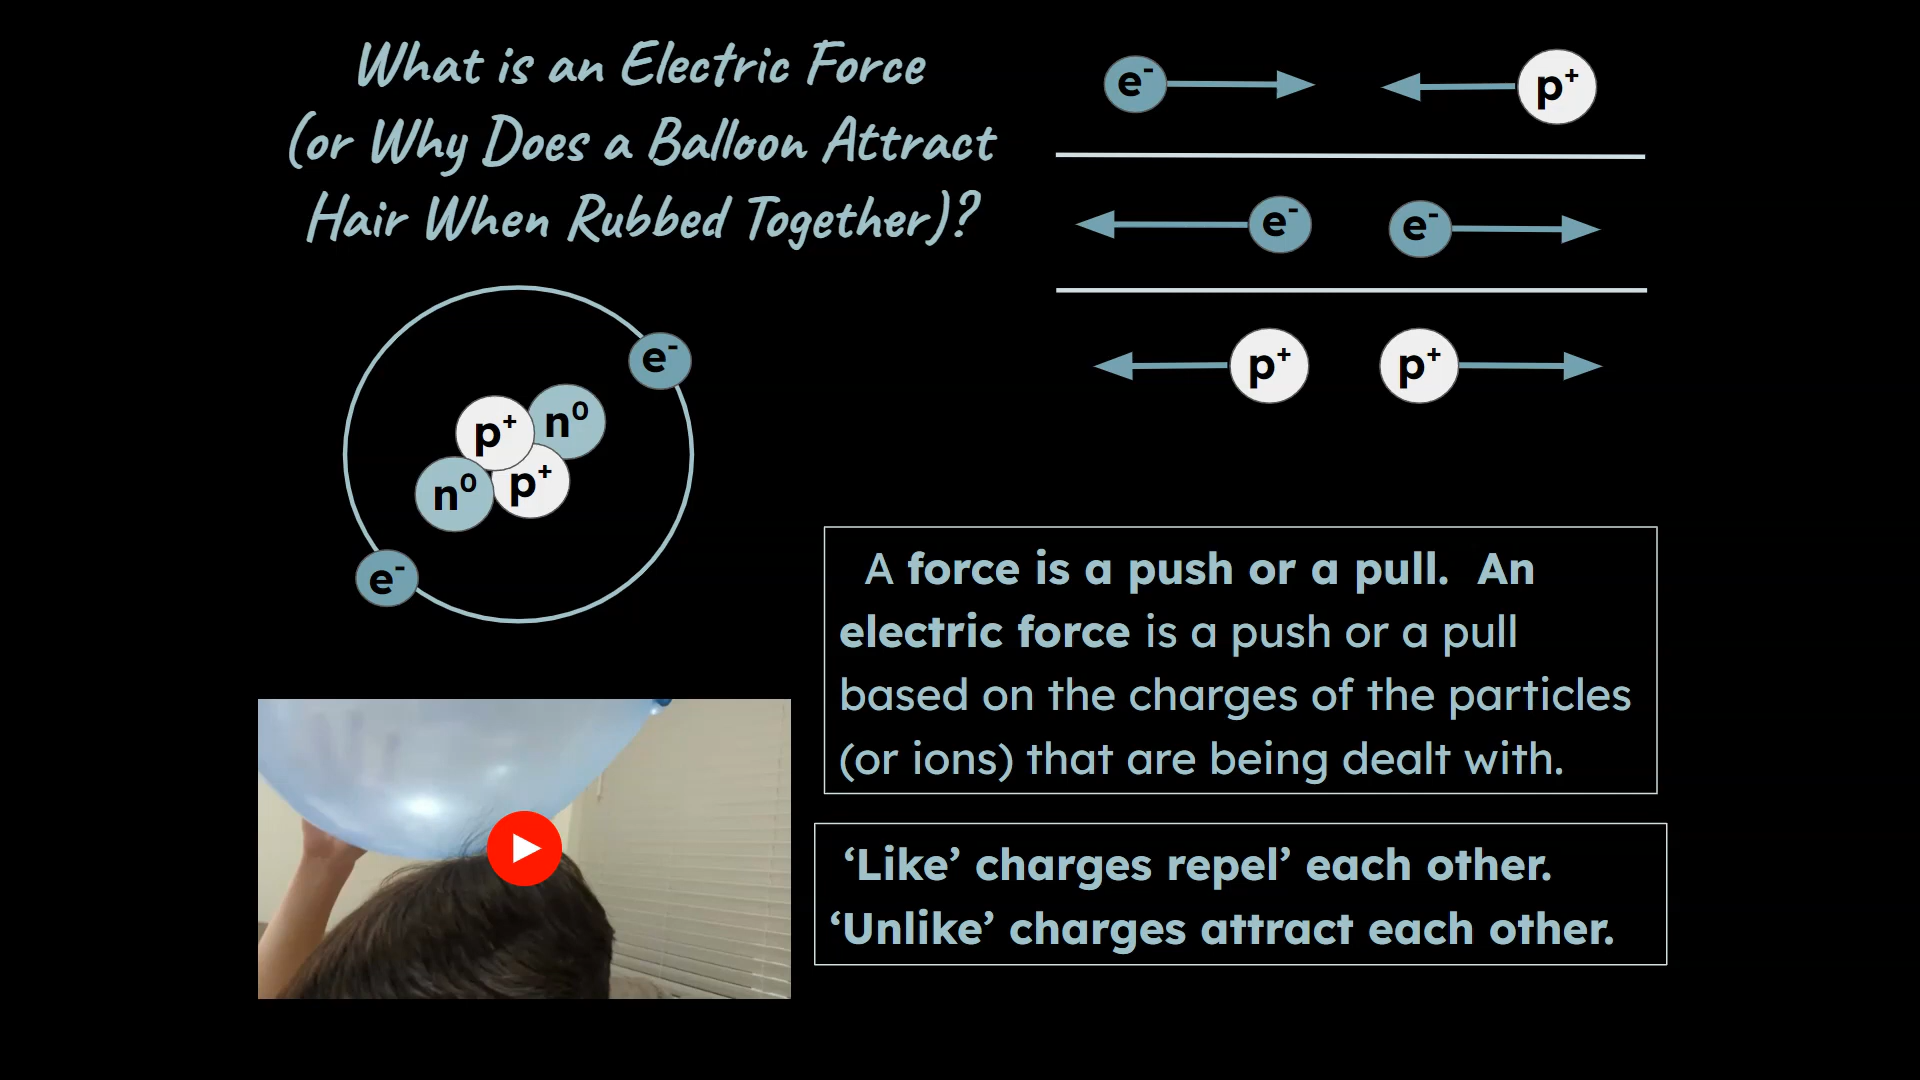 What is an Electric Force
(or Why Does a Balloon Attract
Hair When Rubbed Together)?
e⁻ p⁺
e⁻ e⁻
p⁺ p⁺
e⁻
p⁺ n⁰
n⁰ p⁺
e⁻
A force is a push or a pull. An
electric force is a push or a pull
based on the charges of the particles
(or ions) that are being dealt with.
‘Like’ charges repel’ each other.
‘Unlike’ charges attract each other.